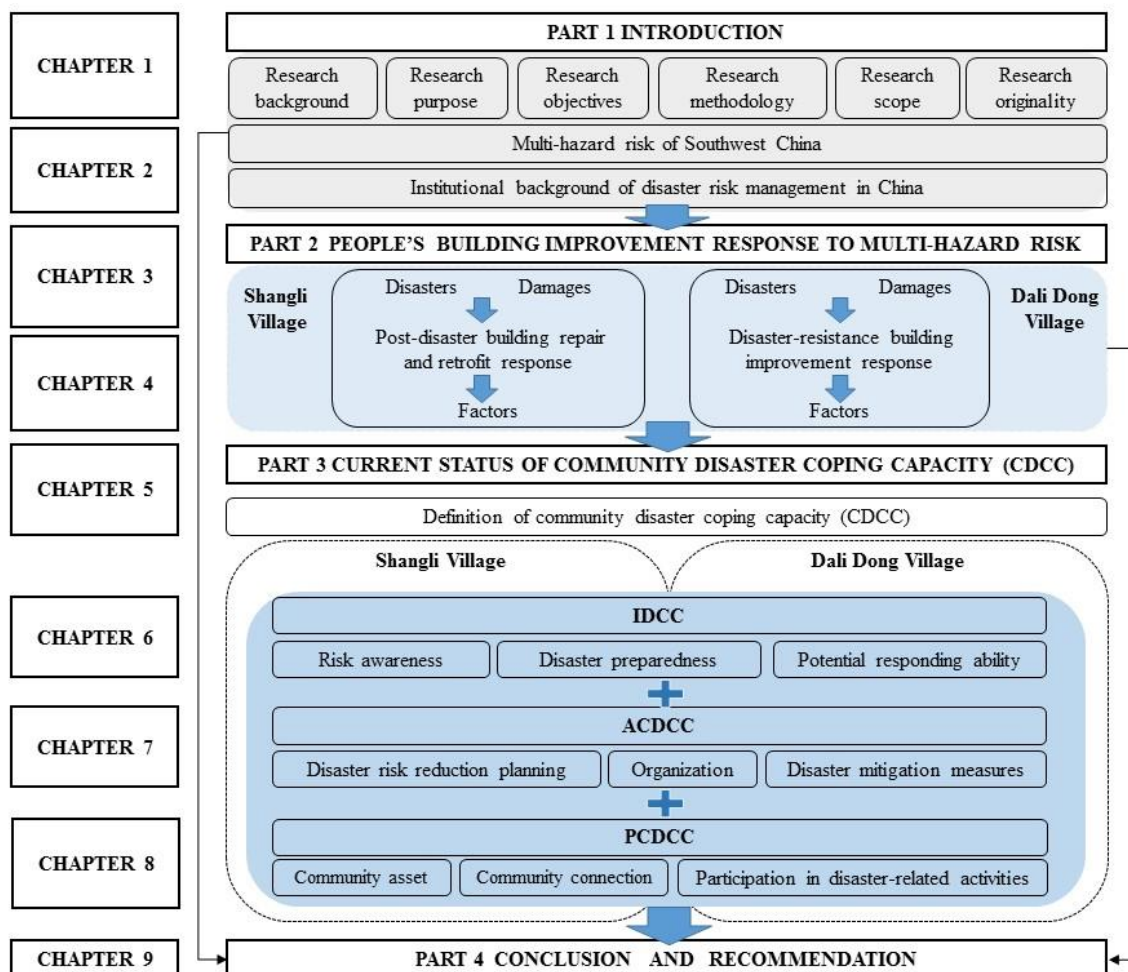 CHAPTER 1
PART 1 INTRODUCTION
Research background
Research purpose
Research objectives
Research methodology
Research scope
Research originality
CHAPTER 2
Multi-hazard risk of Southwest China
Institutional background of disaster risk management in China
CHAPTER 3
PART 2 PEOPLE'S BUILDING IMPROVEMENT RESPONSE TO MULTI-HAZARD RISK
Shangli
Village
Disasters Damages
Post-disaster building repair
and retrofit response
Factors
Disasters Damages
Disaster-resistance building
improvement response
Factors
Dali Dong
Village
CHAPTER 4
CHAPTER 5
PART 3 CURRENT STATUS OF COMMUNITY DISASTER COPING CAPACITY (CDCC)
Definition of community disaster coping capacity (CDCC)
Shangli Village
Dali Dong Village
CHAPTER 6
IDCC
Risk awareness
Disaster preparedness
Potential responding ability
CHAPTER 7
ACDCC
Disaster risk reduction planning
Organization
Disaster mitigation measures
CHAPTER 8
PCDCC
Community asset
Community connection
Participation in disaster-related activities
CHAPTER 9
PART 4 CONCLUSION AND RECOMMENDATION